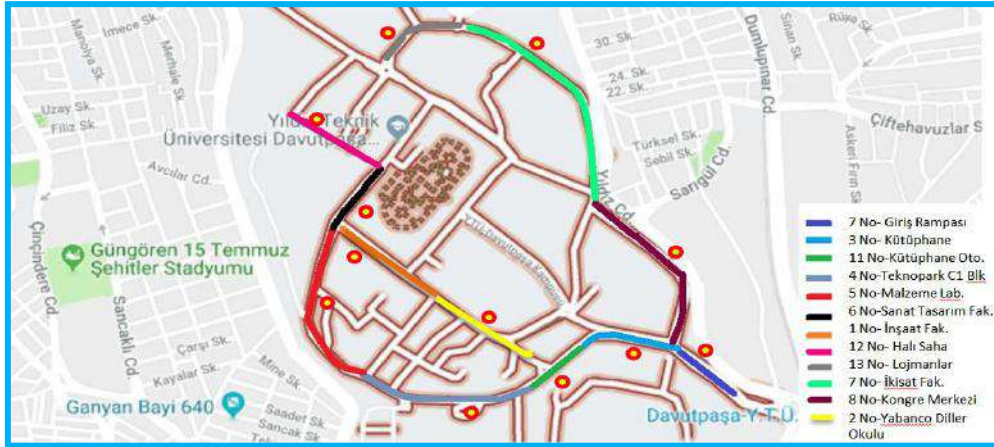 İmece Sk.
Manolya Sk.
Merhale Sk.
Uzay Sk.
Filiz Sk.
Avcılar Cd.
Çinçindere Cd.
Güngören 15 Temmuz
Şehitler Stadyumu
Sancaklı Cd.
Çarşı Sk.
Kayalar Sk.
Mine Sk.
Ganyan Bayi 640
Saadet Sk.
Sancak Sk.
Yıldız Teknik
Üniversitesi Davutpaşa...
YTÜ Davutpaşa Kampüsü
30. Sk.
24. Sk.
22. Sk.
Dumlupınar Cd.
Sinan Sk.
Rüya Sk.
Çiftehavuzlar S
Türksel Sk.
Sebil Sk.
Sarıgül Cd.
Askeri Fırın Sk.
Yıldız Cd.
Davutpaşa-Y.T.Ü.
7 No- Giriş Rampası
3 No- Kütüphane
11 No-Kütüphane Oto.
4 No-Teknopark C1 Blk
5 No-Malzeme Lab.
6 No-Sanat Tasarım Fak.
1 No- İnşaat Fak.
12 No- Halı Saha
13 No- Lojmanlar
7 No- İkisat Fak.
8 No-Kongre Merkezi
2 No-Yabanco Diller
Okulu